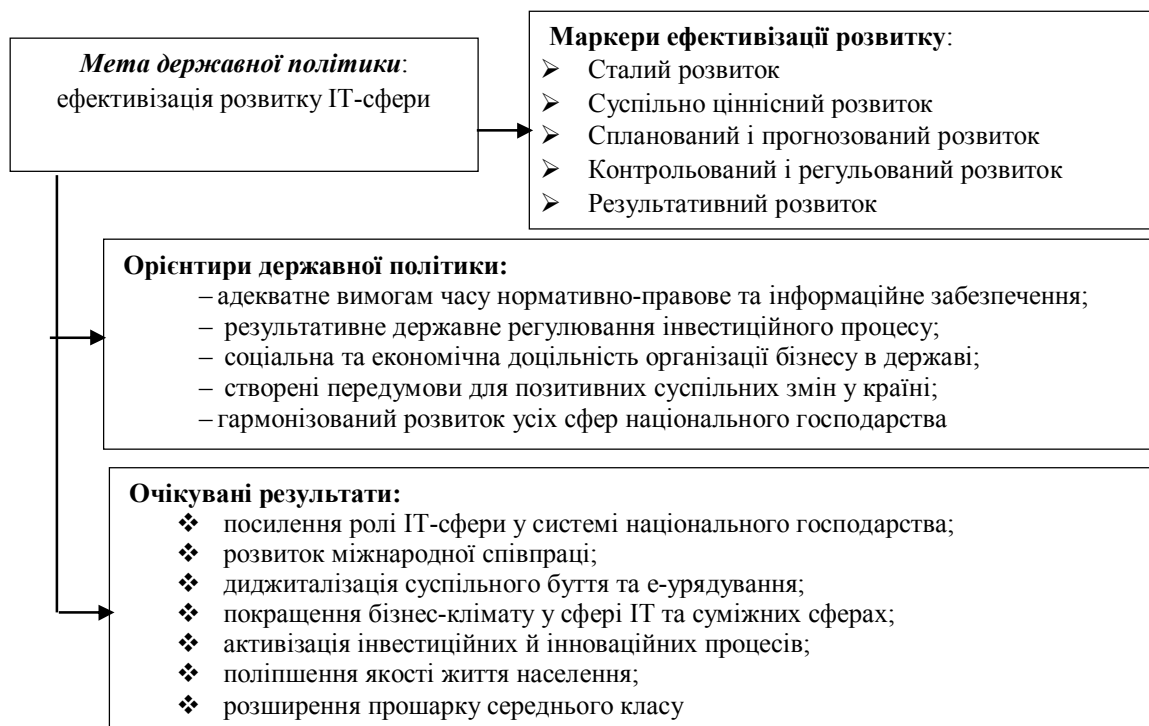 Мета державної політики:
ефективізація розвитку ІТ-сфери
Маркери ефективізації розвитку:
➢ Сталий розвиток
➢ Суспільно ціннісний розвиток
➢ Спланований і прогнозований розвиток
➢ Контрольований і регульований розвиток
➢ Результативний розвиток
Орієнтири державної політики:
– адекватне вимогам часу нормативно-правове та інформаційне забезпечення;
– результативне державне регулювання інвестиційного процесу;
– соціальна та економічна доцільність організації бізнесу в державі;
– створені передумови для позитивних суспільних змін у країні;
– гармонізований розвиток усіх сфер національного господарства
Очікувані результати:
❖ посилення ролі ІТ-сфери у системі національного господарства;
❖ розвиток міжнародної співпраці;
❖ диджиталізація суспільного буття та е-урядування;
❖ покращення бізнес-клімату у сфері ІТ та суміжних сферах;
❖ активізація інвестиційних й інноваційних процесів;
❖ поліпшення якості життя населення;
❖ розширення прошарку середнього класу